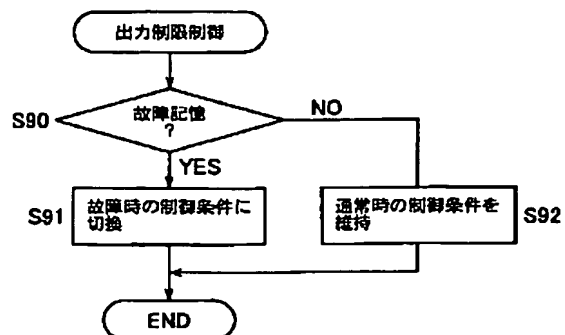 出力制限制御
S90
故障記憶
?
NO
YES
S91
故障時の制御条件に
切換
通常時の制御条件を
維持
S92
END